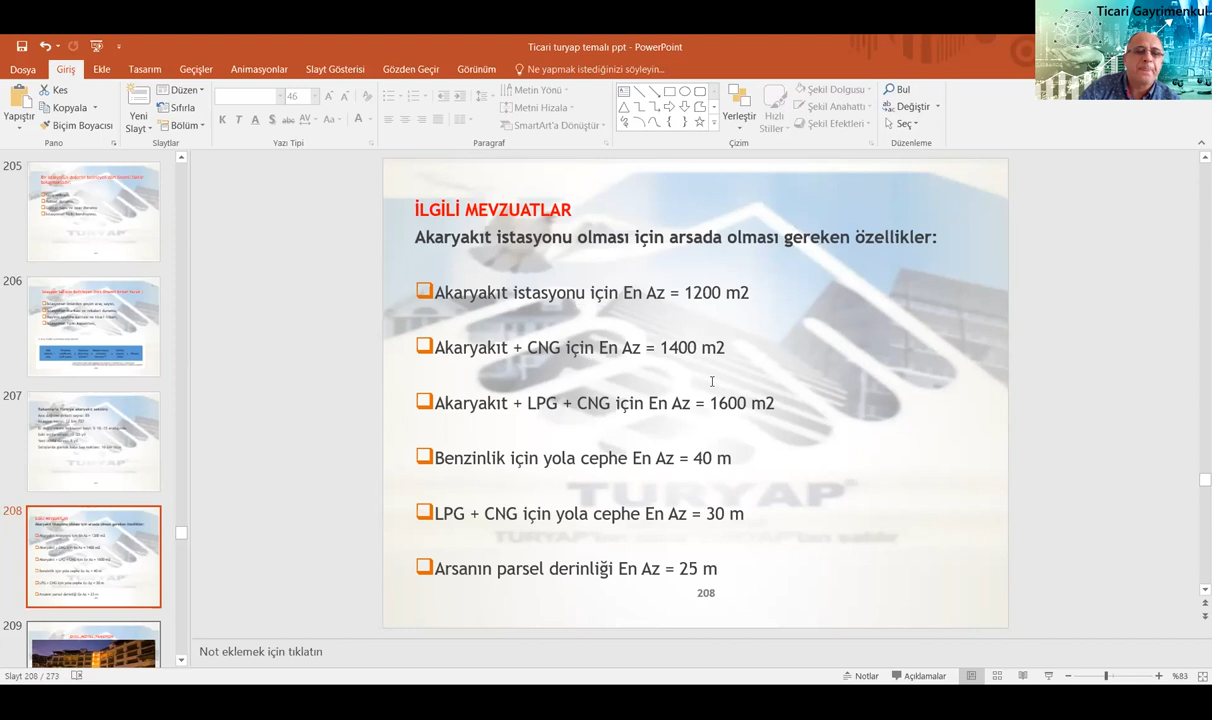 Ticari Gayrimenkul
Ticari turyap temalı ppt - PowerPoint
Dosya Giriş Ekle Tasarım Geçişler Animasyonlar Slayt Gösterisi Gözden Geçir Görünüm Ne yapmak istediğinizi söyleyin...
Yapıştır
Kes
Kopyala
Biçim Boyacısı
Pano
Yeni
Slayt
Düzen
Sıfırla
Bölüm
Slaytlar
46
K T A S abc AV Aa A
Yazı Tipi
Metin Yönü
Metni Hizala
SmartArt'a Dönüştür
Paragraf
Yerleştir
Hızlı
Stiller
Şekil Dolgusu
Şekil Anahattı
Şekil Efektleri
Çizim
Bul
Değiştir
Seç
Düzenleme
205
206
207
208
209
İLGİLİ MEVZUATLAR
Akaryakıt istasyonu olması için arsada olması gereken özellikler:
Akaryakıt istasyonu için En Az = 1200 m2
Akaryakıt + CNG için En Az = 1400 m2
Akaryakıt + LPG + CNG için En Az = 1600 m2
Benzinlik için yola cephe En Az = 40 m
TURYAP
LPG + CNG için yola cephe En Az = 30 m
Arsanın parsel derinliği En Az = 25 m
208
Not eklemek için tıklatın
Slayt 208 / 273
Notlar
Açıklamalar
%83